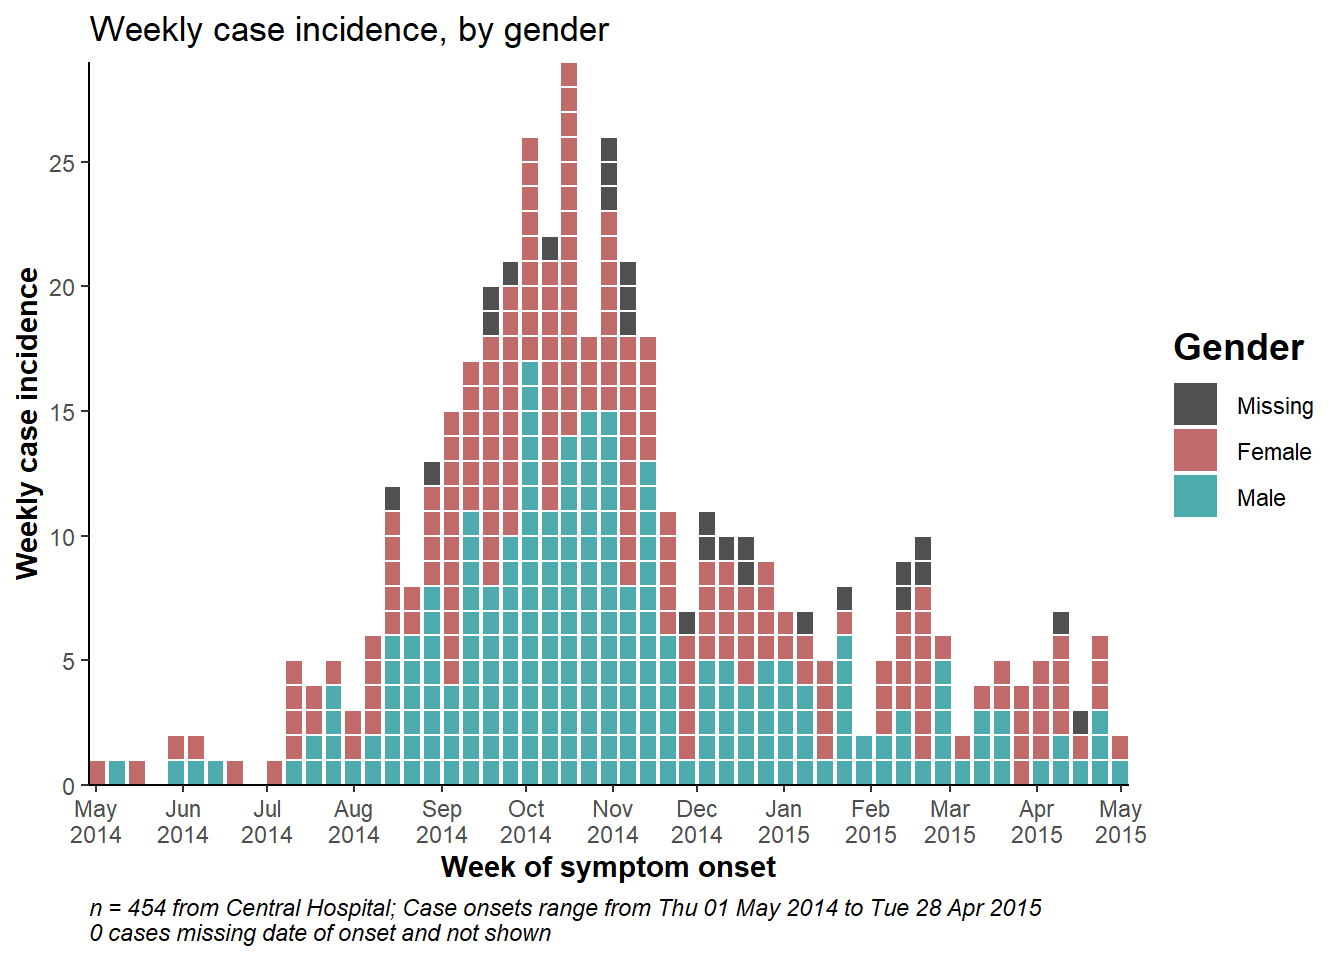 Weekly case incidence, by gender
Weekly case incidence
25
20
15
10
5
0
May Jun Jul Aug Sep Oct Nov Dec Jan Feb Mar Apr May
2014 2014 2014 2014 2014 2014 2014 2014 2015 2015 2015 2015 2015
Week of symptom onset
Gender
Missing
Female
Male
n = 454 from Central Hospital; Case onsets range from Thu 01 May 2014 to Tue 28 Apr 2015
0 cases missing date of onset and not shown